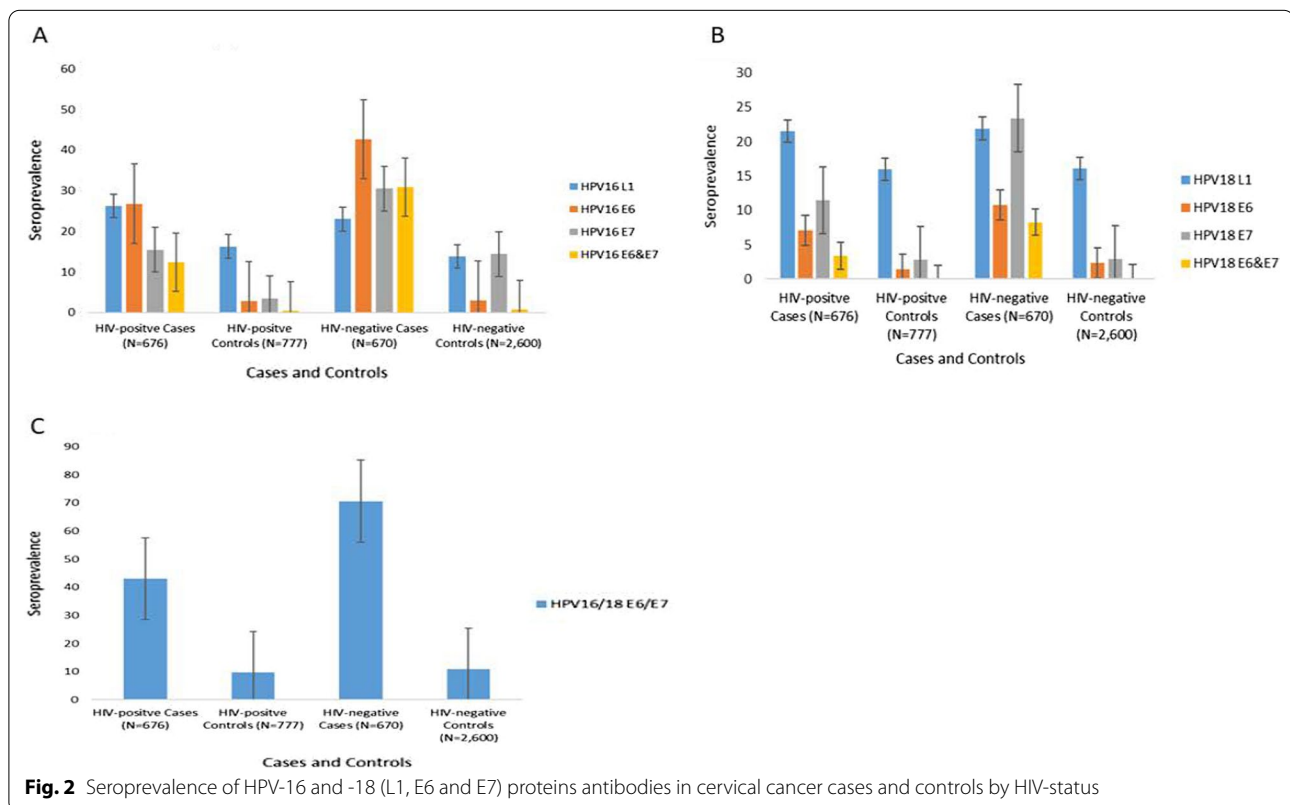 A
60
50
40
30
20
10
0
Seroprevalence
HPV16 L1
HPV16 E6
HPV16 E7
HPV16 E6&E7
HIV-positve Cases
(N=676)
HIV-positve
Controls (N=777)
HIV-negative Cases
(N=670)
HIV-negative
Controls (N=2,600)
Cases and Controls
B
30
25
20
15
10
5
0
Seroprevalence
HPV18 L1
HPV18 E6
HPV18 E7
HPV18 E6&E7
HIV-positve
Cases (N=676)
HIV-positve
Controls
(N=777)
HIV-negative
Cases (N=670)
HIV-negative
Controls
(N=2,600)
Cases and Controls
C
90
80
70
60
50
40
30
20
10
0
Seroprevalence
HPV16/18 E6/E7
HIV-positve Cases
(N=676)
HIV-positve
Controls (N=777)
HIV-negative
Cases (N=670)
HIV-negative
Controls
(N=2,600)
Cases and Controls
Fig. 2 Seroprevalence of HPV-16 and -18 (L1, E6 and E7) proteins antibodies in cervical cancer cases and controls by HIV-status